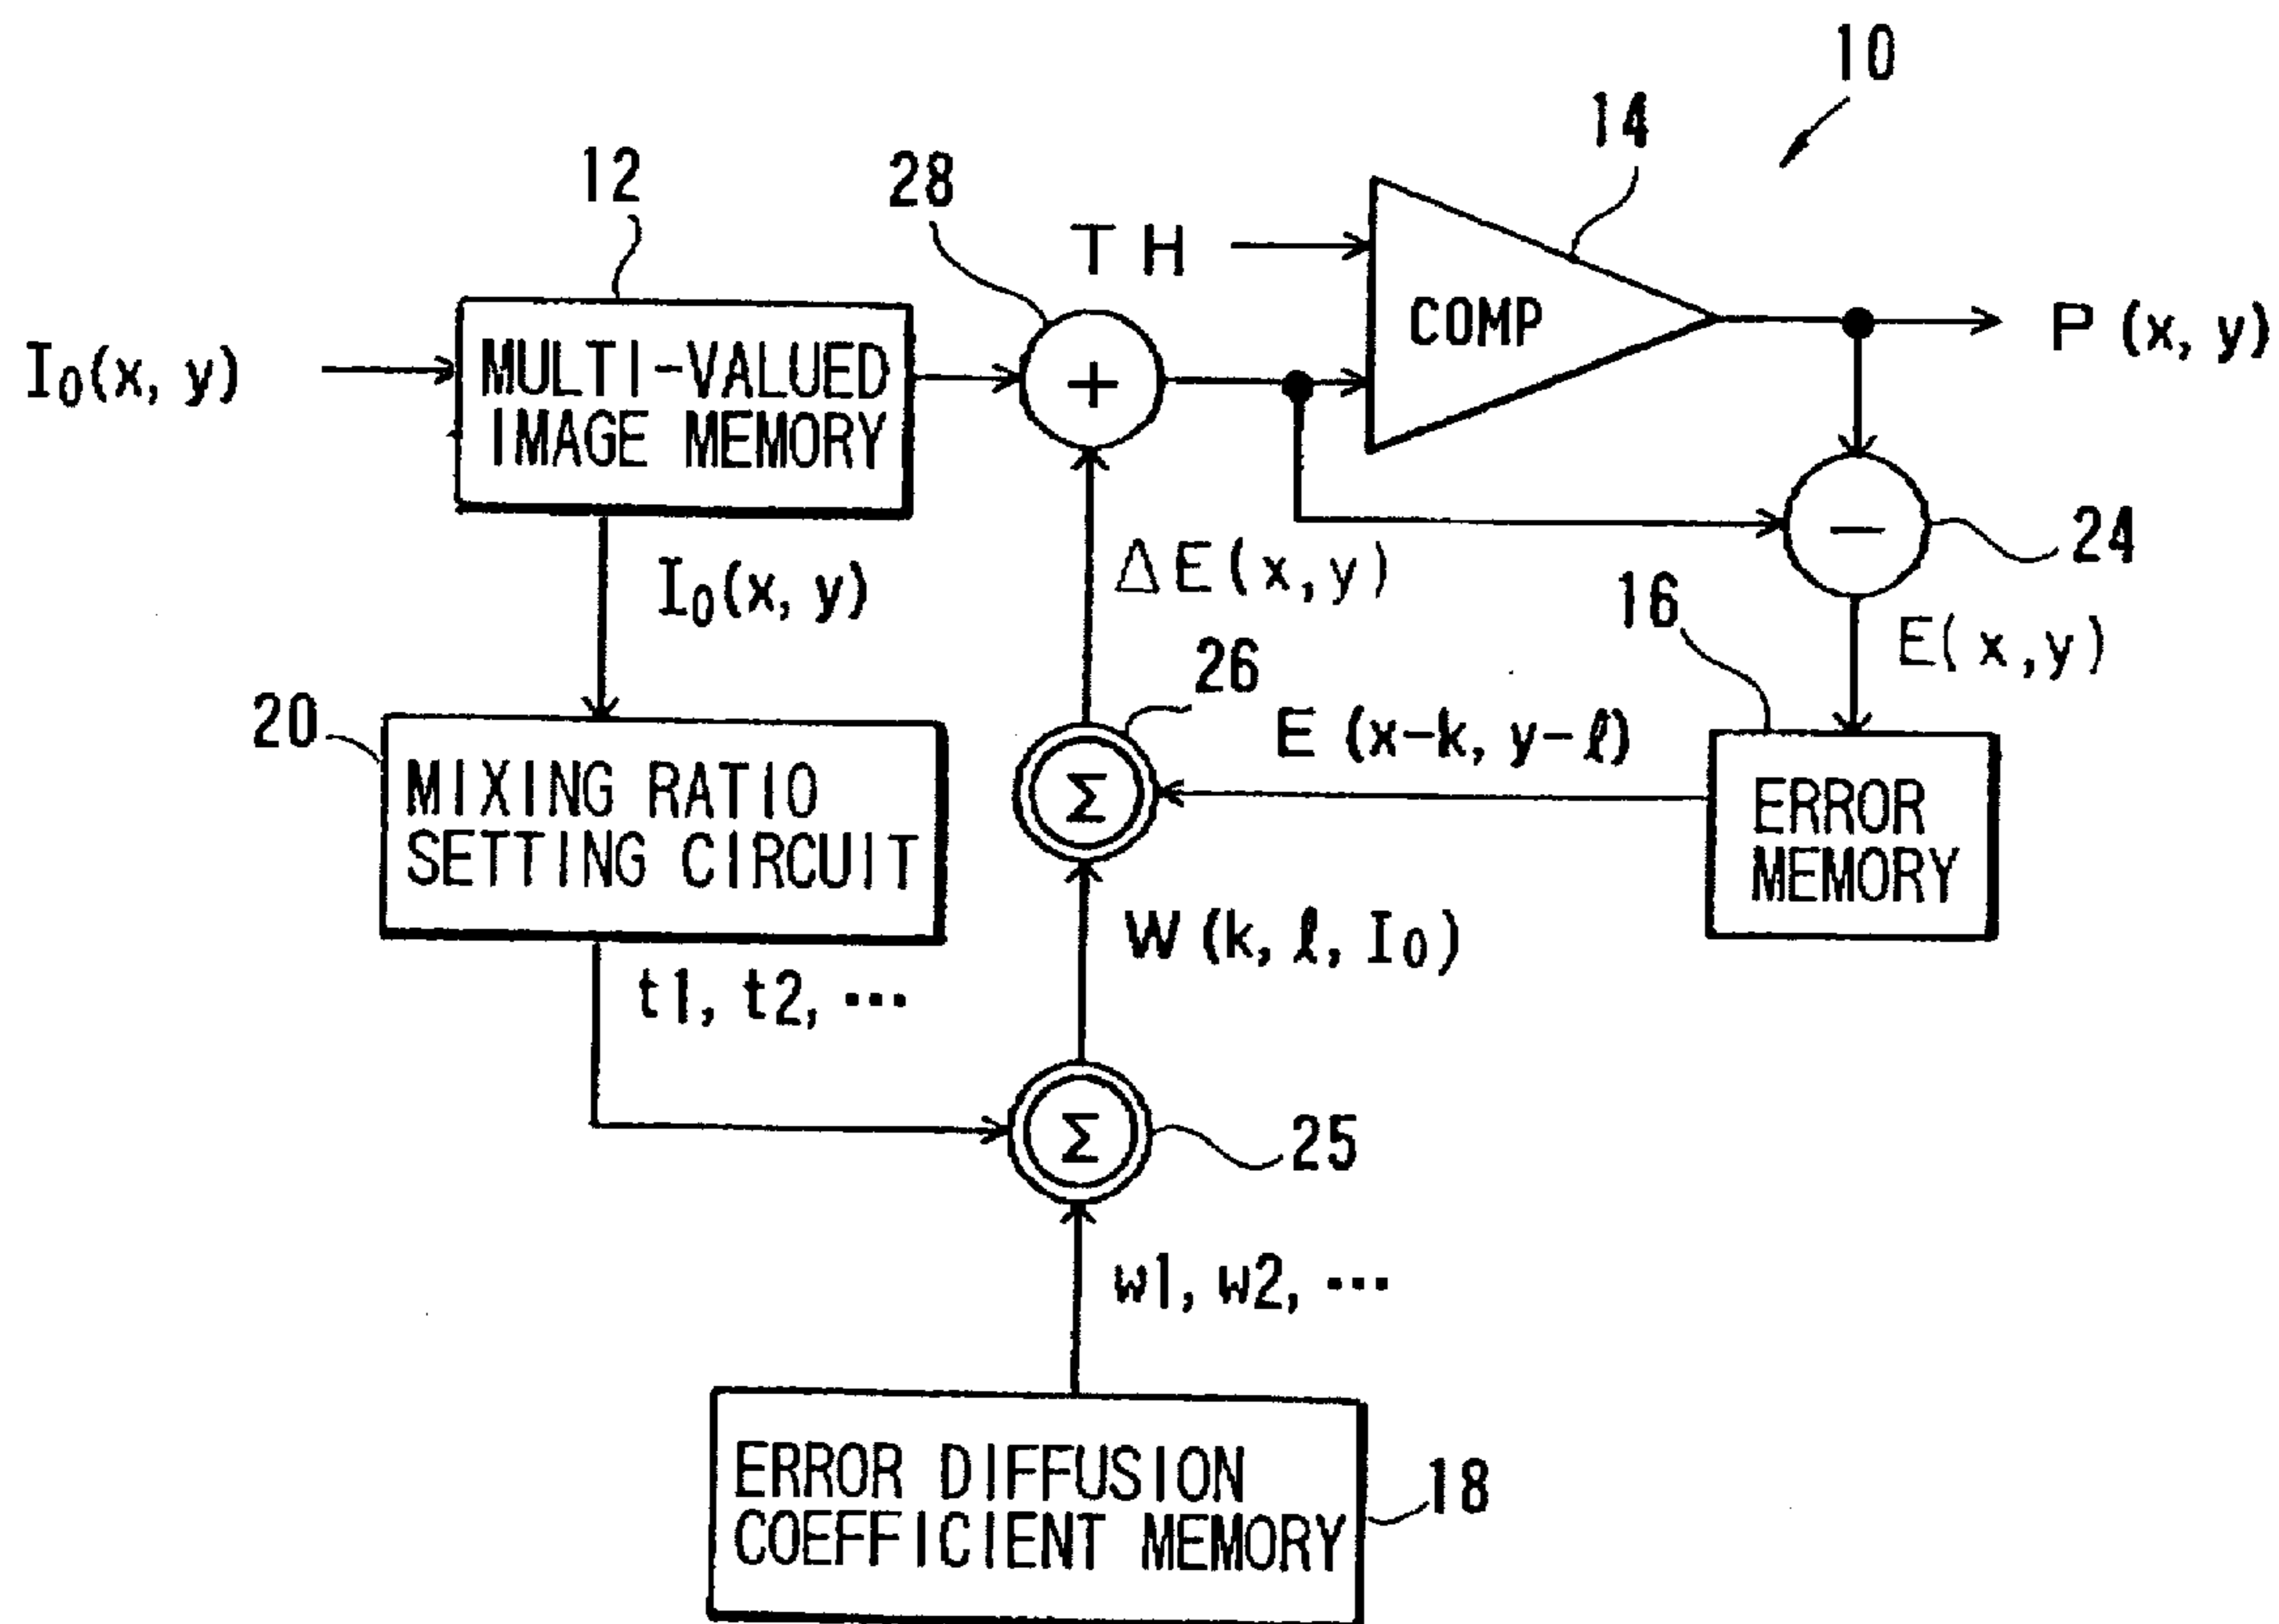 10
14
12
28
TH
COMP
I₀(x, y)
MULTI-VALUED
IMAGE MEMORY
P (x, y)
24
I₀(x, y)
ΔE(x,y)
16
E(x,y)
26
20
E (x-k, y-ℓ)
MIXING RATIO
SETTING CIRCUIT
ERROR
MEMORY
W (k, ℓ, I₀)
t1, t2, ···
25
w1, w2, ···
ERROR DIFFUSION
COEFFICIENT MEMORY
18
+
−
Σ
Σ